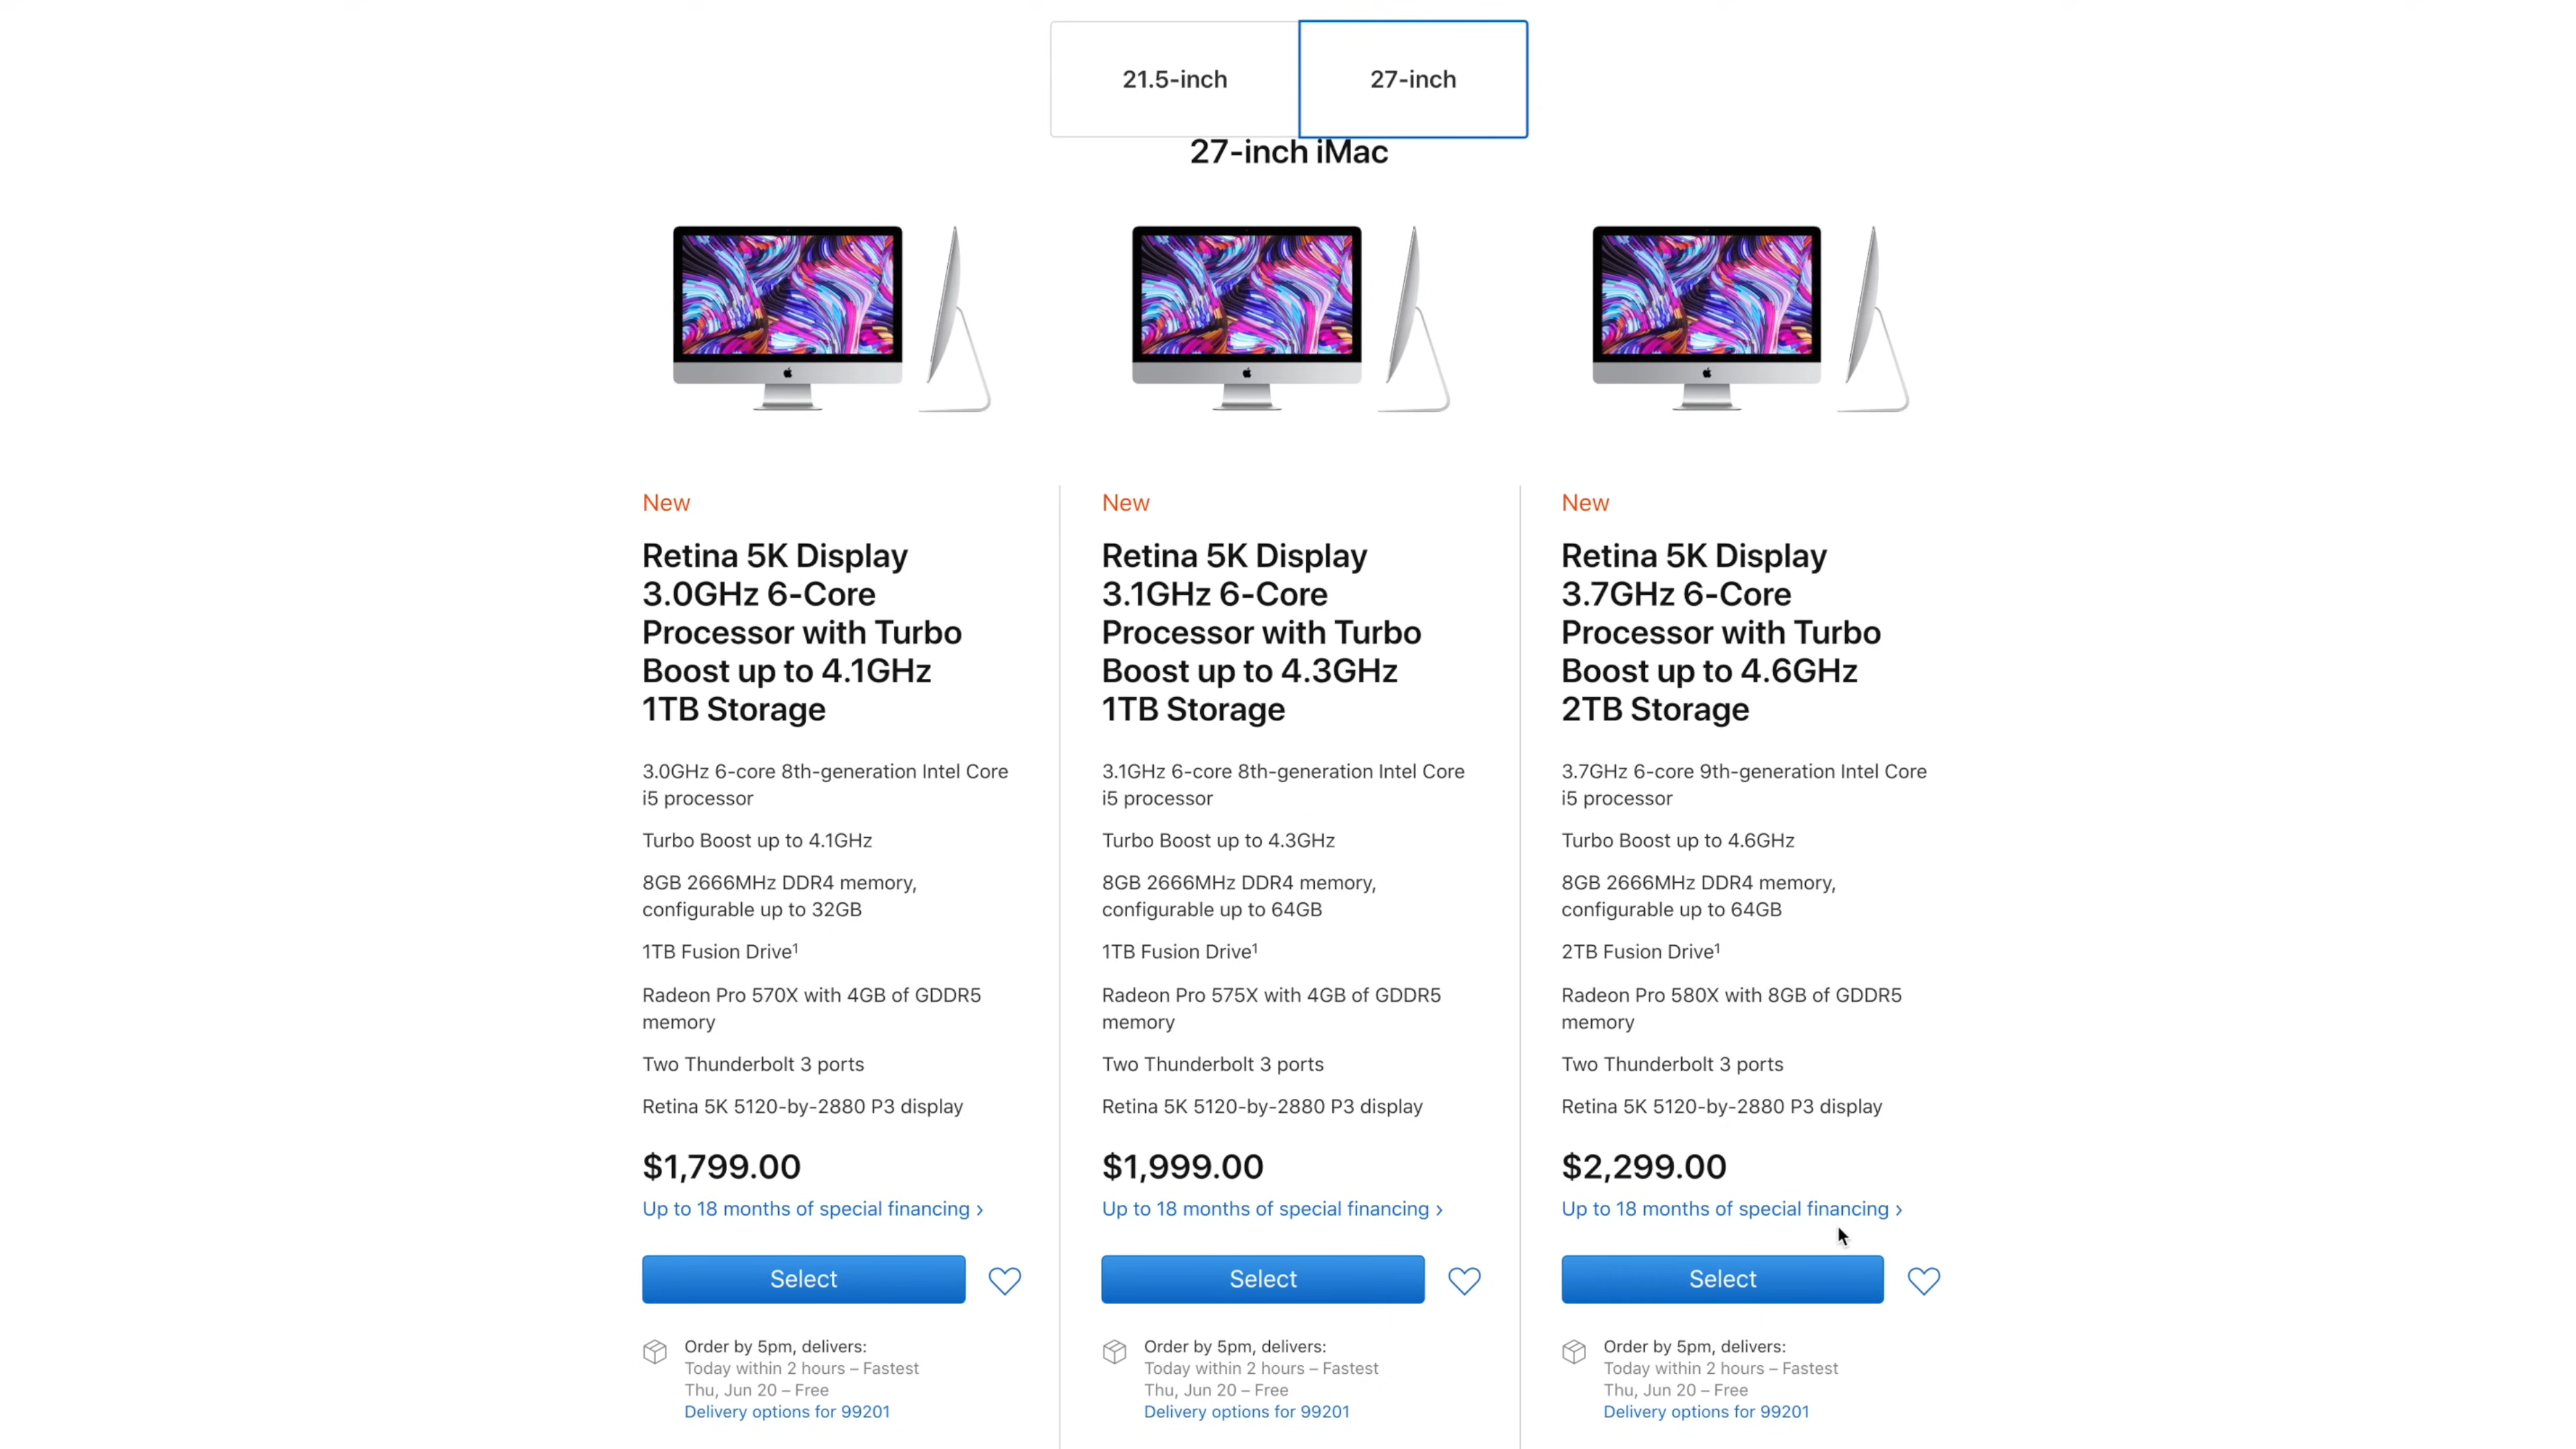 21.5-inch
27-inch
27-inch iMac
New
Retina 5K Display
3.0GHz 6-Core
Processor with Turbo
Boost up to 4.1GHz
1TB Storage
3.0GHz 6-core 8th-generation Intel Core
i5 processor
Turbo Boost up to 4.1GHz
8GB 2666MHz DDR4 memory,
configurable up to 32GB
1TB Fusion Drive¹
Radeon Pro 570X with 4GB of GDDR5
memory
Two Thunderbolt 3 ports
Retina 5K 5120-by-2880 P3 display
$1,799.00
Up to 18 months of special financing ›
Select
Order by 5pm, delivers:
Today within 2 hours – Fastest
Thu, Jun 20 – Free
Delivery options for 99201
New
Retina 5K Display
3.1GHz 6-Core
Processor with Turbo
Boost up to 4.3GHz
1TB Storage
3.1GHz 6-core 8th-generation Intel Core
i5 processor
Turbo Boost up to 4.3GHz
8GB 2666MHz DDR4 memory,
configurable up to 64GB
1TB Fusion Drive¹
Radeon Pro 575X with 4GB of GDDR5
memory
Two Thunderbolt 3 ports
Retina 5K 5120-by-2880 P3 display
$1,999.00
Up to 18 months of special financing ›
Select
Order by 5pm, delivers:
Today within 2 hours – Fastest
Thu, Jun 20 – Free
Delivery options for 99201
New
Retina 5K Display
3.7GHz 6-Core
Processor with Turbo
Boost up to 4.6GHz
2TB Storage
3.7GHz 6-core 9th-generation Intel Core
i5 processor
Turbo Boost up to 4.6GHz
8GB 2666MHz DDR4 memory,
configurable up to 64GB
2TB Fusion Drive¹
Radeon Pro 580X with 8GB of GDDR5
memory
Two Thunderbolt 3 ports
Retina 5K 5120-by-2880 P3 display
$2,299.00
Up to 18 months of special financing ›
Select
Order by 5pm, delivers:
Today within 2 hours – Fastest
Thu, Jun 20 – Free
Delivery options for 99201